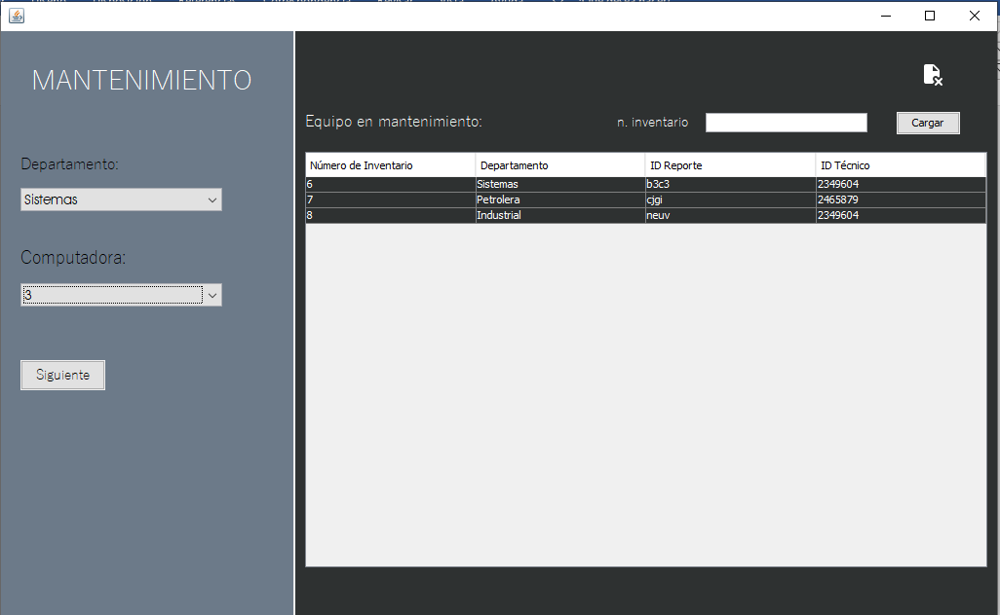 MANTENIMIENTO
Departamento:
Sistemas
Computadora:
3
Siguiente
Equipo en mantenimiento: n. inventario Cargar
Número de Inventario Departamento ID Reporte ID Técnico
6 Sistemas b3c3 2349604
7 Petrolera cjgi 2465879
8 Industrial neuv 2349604